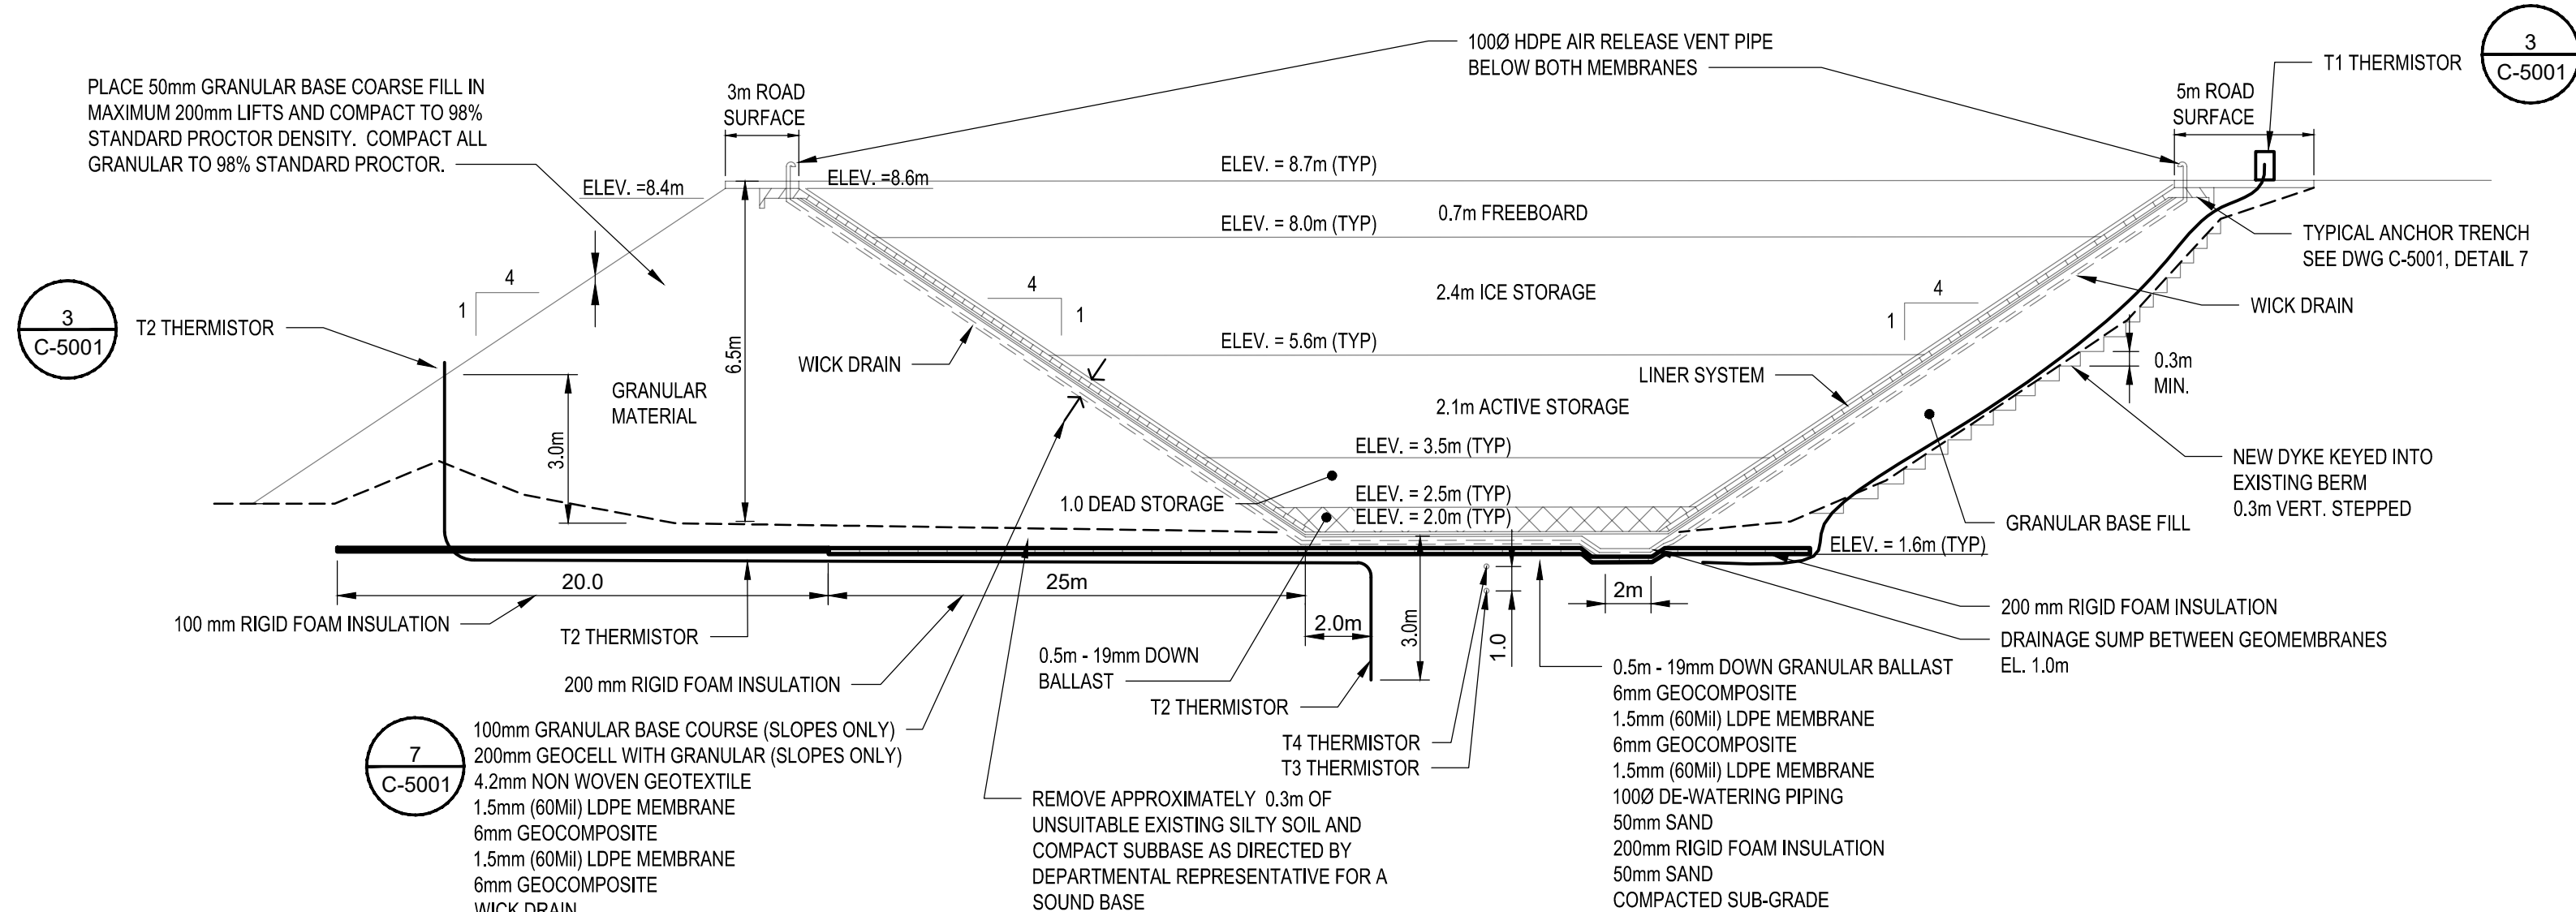 PLACE 50mm GRANULAR BASE COARSE FILL IN
MAXIMUM 200mm LIFTS AND COMPACT TO 98%
STANDARD PROCTOR DENSITY. COMPACT ALL
GRANULAR TO 98% STANDARD PROCTOR.
3m ROAD
SURFACE
100Ø HDPE AIR RELEASE VENT PIPE
BELOW BOTH MEMBRANES
5m ROAD
SURFACE
T1 THERMISTOR
3
C-5001
ELEV. =8.4m
ELEV. =8.6m
ELEV. = 8.7m (TYP)
0.7m FREEBOARD
ELEV. = 8.0m (TYP)
TYPICAL ANCHOR TRENCH
SEE DWG C-5001, DETAIL 7
3
C-5001
T2 THERMISTOR
4
1
4
1
2.4m ICE STORAGE
4
1
WICK DRAIN
6.5m
WICK DRAIN
ELEV. = 5.6m (TYP)
LINER SYSTEM
0.3m
MIN.
GRANULAR
MATERIAL
3.0m
2.1m ACTIVE STORAGE
ELEV. = 3.5m (TYP)
NEW DYKE KEYED INTO
EXISTING BERM
0.3m VERT. STEPPED
1.0 DEAD STORAGE
ELEV. = 2.5m (TYP)
ELEV. = 2.0m (TYP)
GRANULAR BASE FILL
ELEV. = 1.6m (TYP)
20.0
25m
2m
100 mm RIGID FOAM INSULATION
T2 THERMISTOR
2.0m
3.0m
1.0
200 mm RIGID FOAM INSULATION
DRAINAGE SUMP BETWEEN GEOMEMBRANES
EL. 1.0m
200 mm RIGID FOAM INSULATION
0.5m - 19mm DOWN
BALLAST
T2 THERMISTOR
T4 THERMISTOR
T3 THERMISTOR
7
C-5001
100mm GRANULAR BASE COURSE (SLOPES ONLY)
200mm GEOCELL WITH GRANULAR (SLOPES ONLY)
4.2mm NON WOVEN GEOTEXTILE
1.5mm (60Mil) LDPE MEMBRANE
6mm GEOCOMPOSITE
1.5mm (60Mil) LDPE MEMBRANE
6mm GEOCOMPOSITE
WICK DRAIN
REMOVE APPROXIMATELY 0.3m OF
UNSUITABLE EXISTING SILTY SOIL AND
COMPACT SUBBASE AS DIRECTED BY
DEPARTMENTAL REPRESENTATIVE FOR A
SOUND BASE
0.5m - 19mm DOWN GRANULAR BALLAST
6mm GEOCOMPOSITE
1.5mm (60Mil) LDPE MEMBRANE
6mm GEOCOMPOSITE
1.5mm (60Mil) LDPE MEMBRANE
100Ø DE-WATERING PIPING
50mm SAND
200mm RIGID FOAM INSULATION
50mm SAND
COMPACTED SUB-GRADE